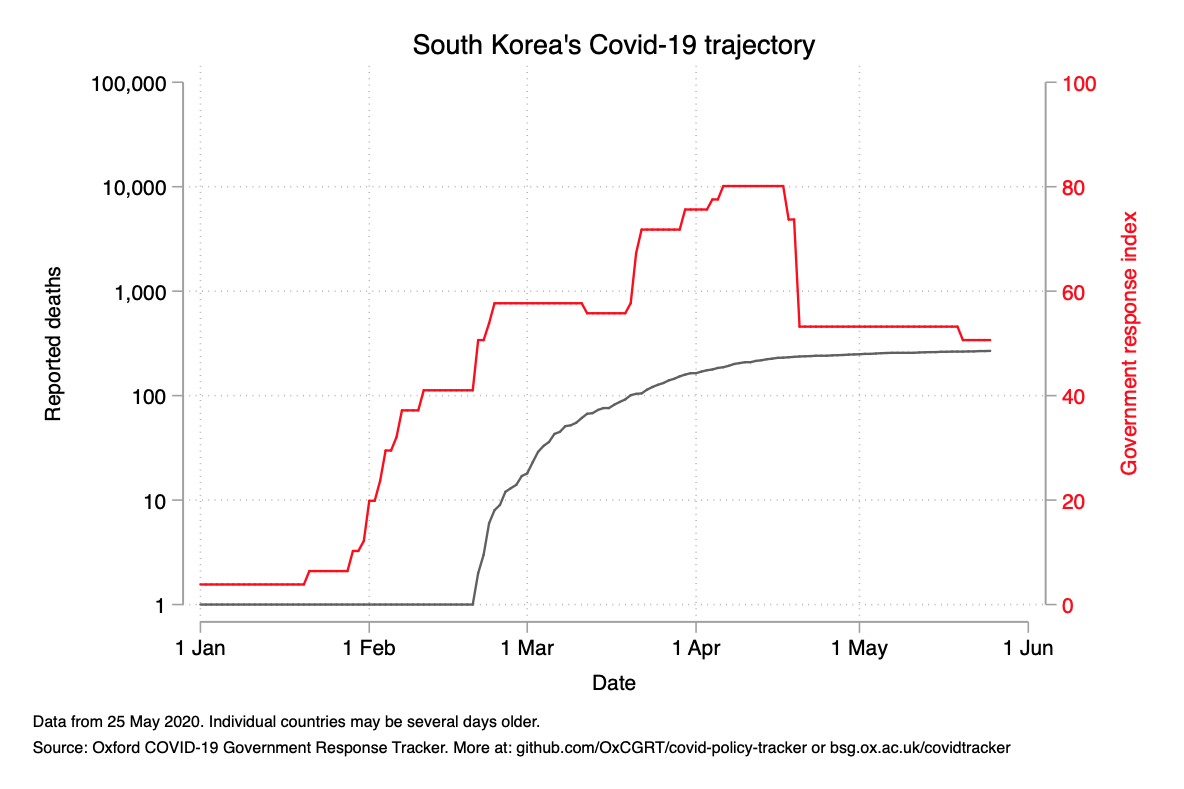 South Korea's Covid-19 trajectory
100,000
10,000
1,000
100
10
1
Reported deaths
100
80
60
40
20
0
Government response index
1 Jan
1 Feb
1 Mar
1 Apr
1 May
1 Jun
Date
Data from 25 May 2020. Individual countries may be several days older.
Source: Oxford COVID-19 Government Response Tracker. More at: github.com/OxCGRT/covid-policy-tracker or bsg.ox.ac.uk/covidtracker